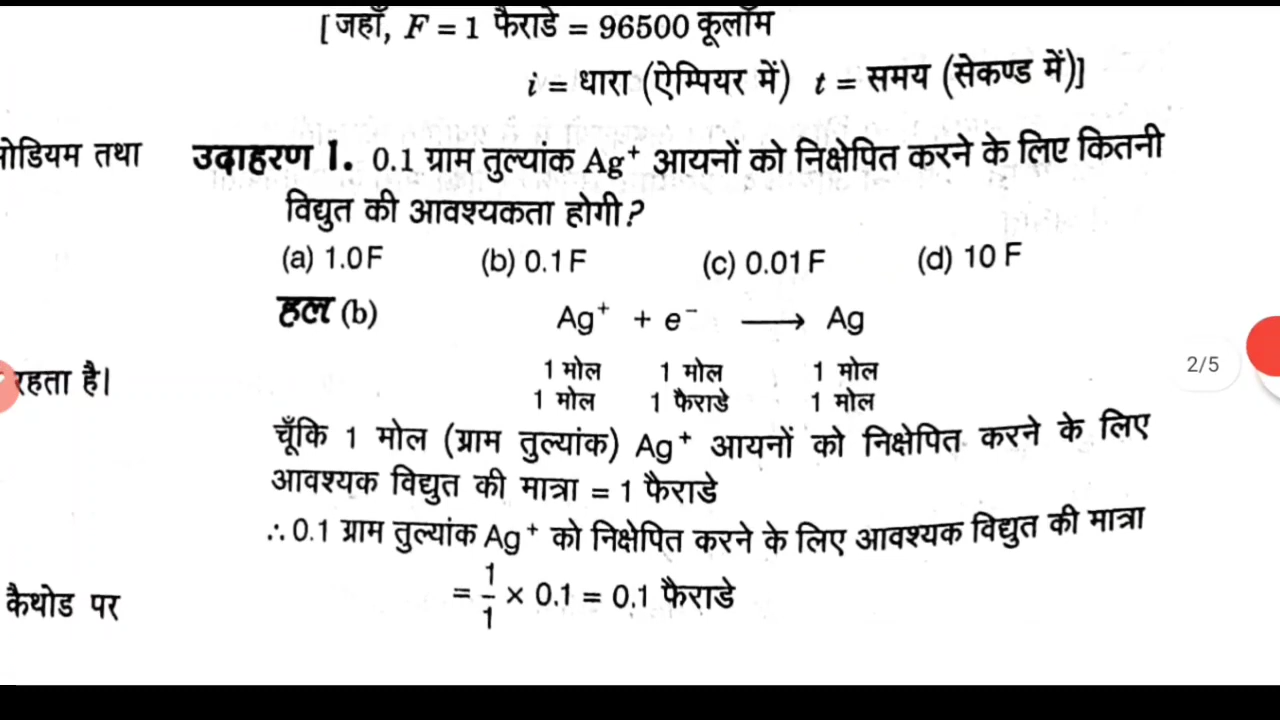 [जहाँ, F = 1 फैराडे = 96500 कूलॉम
i = धारा (ऐम्पियर में) t = समय (सेकण्ड में)]
तथा
उदाहरण 1. 0.1 ग्राम तुल्यांक Ag⁺ आयनों को निक्षेपित करने के लिए कितनी
विद्युत की आवश्यकता होगी?
(a) 1.0 F (b) 0.1 F (c) 0.01 F (d) 10 F
हल (b) Ag⁺ + e⁻ ⟶ Ag
1 मोल 1 मोल 1 मोल
2/5
रहता है।
1 मोल 1 फैराडे 1 मोल
चूँकि 1 मोल (ग्राम तुल्यांक) Ag⁺ आयनों को निक्षेपित करने के लिए
आवश्यक विद्युत की मात्रा = 1 फैराडे
∴ 0.1 ग्राम तुल्यांक Ag⁺ को निक्षेपित करने के लिए आवश्यक विद्युत की मात्रा
कैथोड पर
= 1/1 × 0.1 = 0.1 फैराडे